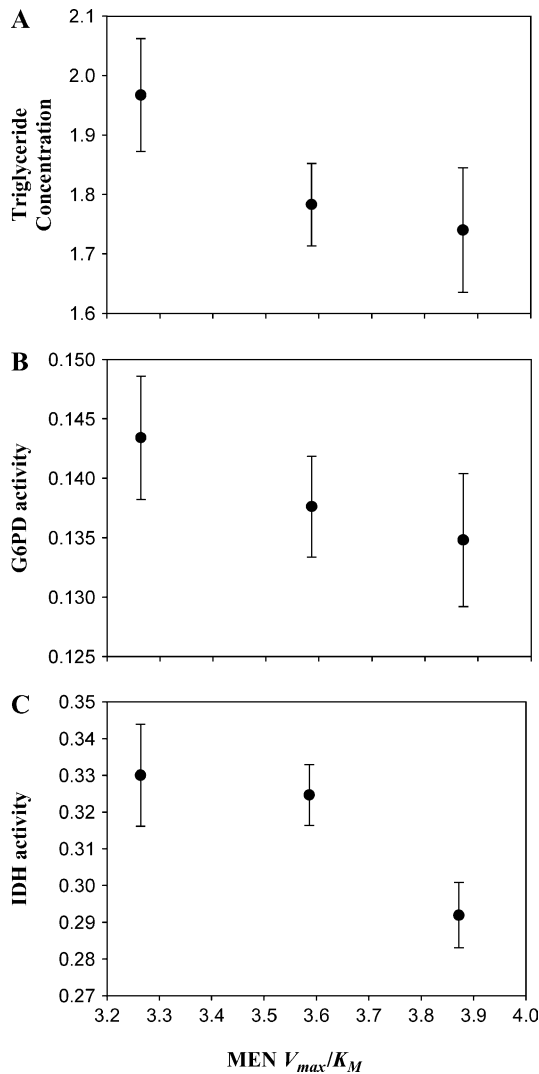 A
Triglyceride
Concentration
2.1
2.0
1.9
1.8
1.7
1.6
B
G6PD activity
0.150
0.145
0.140
0.135
0.130
0.125
C
IDH activity
0.35
0.34
0.33
0.32
0.31
0.30
0.29
0.28
0.27
3.2 3.3 3.4 3.5 3.6 3.7 3.8 3.9 4.0
MEN Vmax/KM